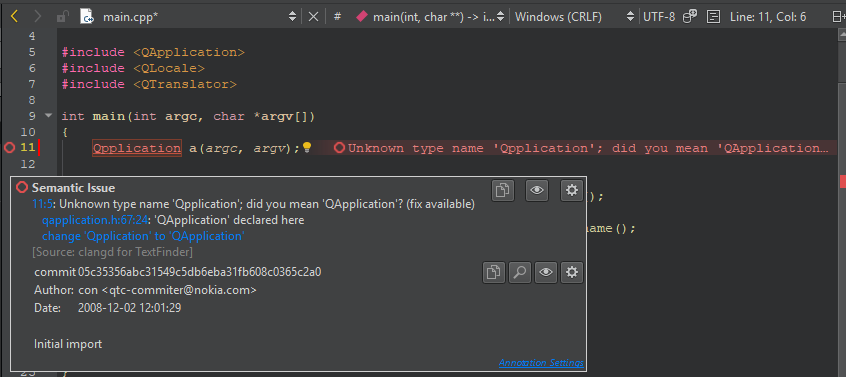 main.cpp* # main(int, char **) -> i... Windows (CRLF) UTF-8 Line: 11, Col: 6
4
5 #include <QApplication>
6 #include <QLocale>
7 #include <QTranslator>
8
9 int main(int argc, char *argv[])
10 {
11 Qpplication a(argc, argv); Unknown type name 'Qpplication'; did you mean 'QApplication…
12
Semantic Issue
11:5: Unknown type name 'Qpplication'; did you mean 'QApplication'? (fix available)
);
qapplication.h:67:24: 'QApplication' declared here
change 'Qpplication' to 'QApplication'
ame();
[Source: clangd for TextFinder]
commit 05c35356abc31549c5db6eba31fb608c0365c2a0
Author: con <qtc-commiter@nokia.com>
Date: 2008-12-02 12:01:29
Initial import
Annotation Settings
}